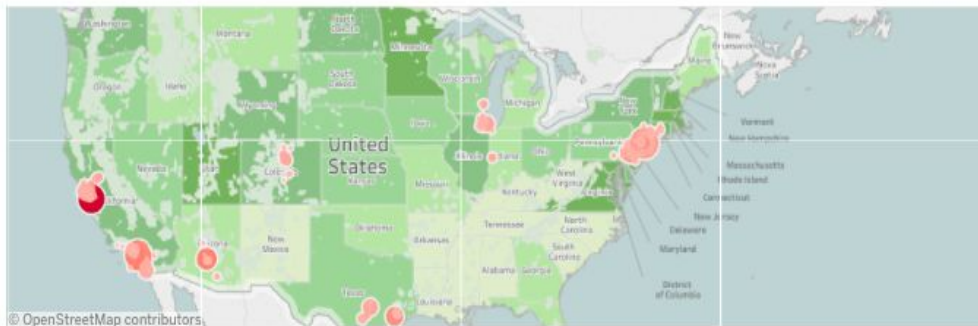 Washington
North
Dakota
Montana
Minnesota
New
Brunswick
Maine
Nova
Scotia
Oregon
Idaho
South
Dakota
Wisconsin
Michigan
New
York
Wyoming
Iowa
Vermont
New Hampshire
Nevada
Utah
United
States
Illinois
Ohio
Pennsylvania
Massachusetts
Rhode Island
Kansas
Missouri
West
Virginia
Virginia
Connecticut
Kentucky
New Jersey
Delaware
Maryland
Arizona
New
Mexico
Oklahoma
Arkansas
Tennessee
North
Carolina
South
Carolina
Alabama
Georgia
District
of Columbia
Texas
Louisiana
© OpenStreetMap contributors